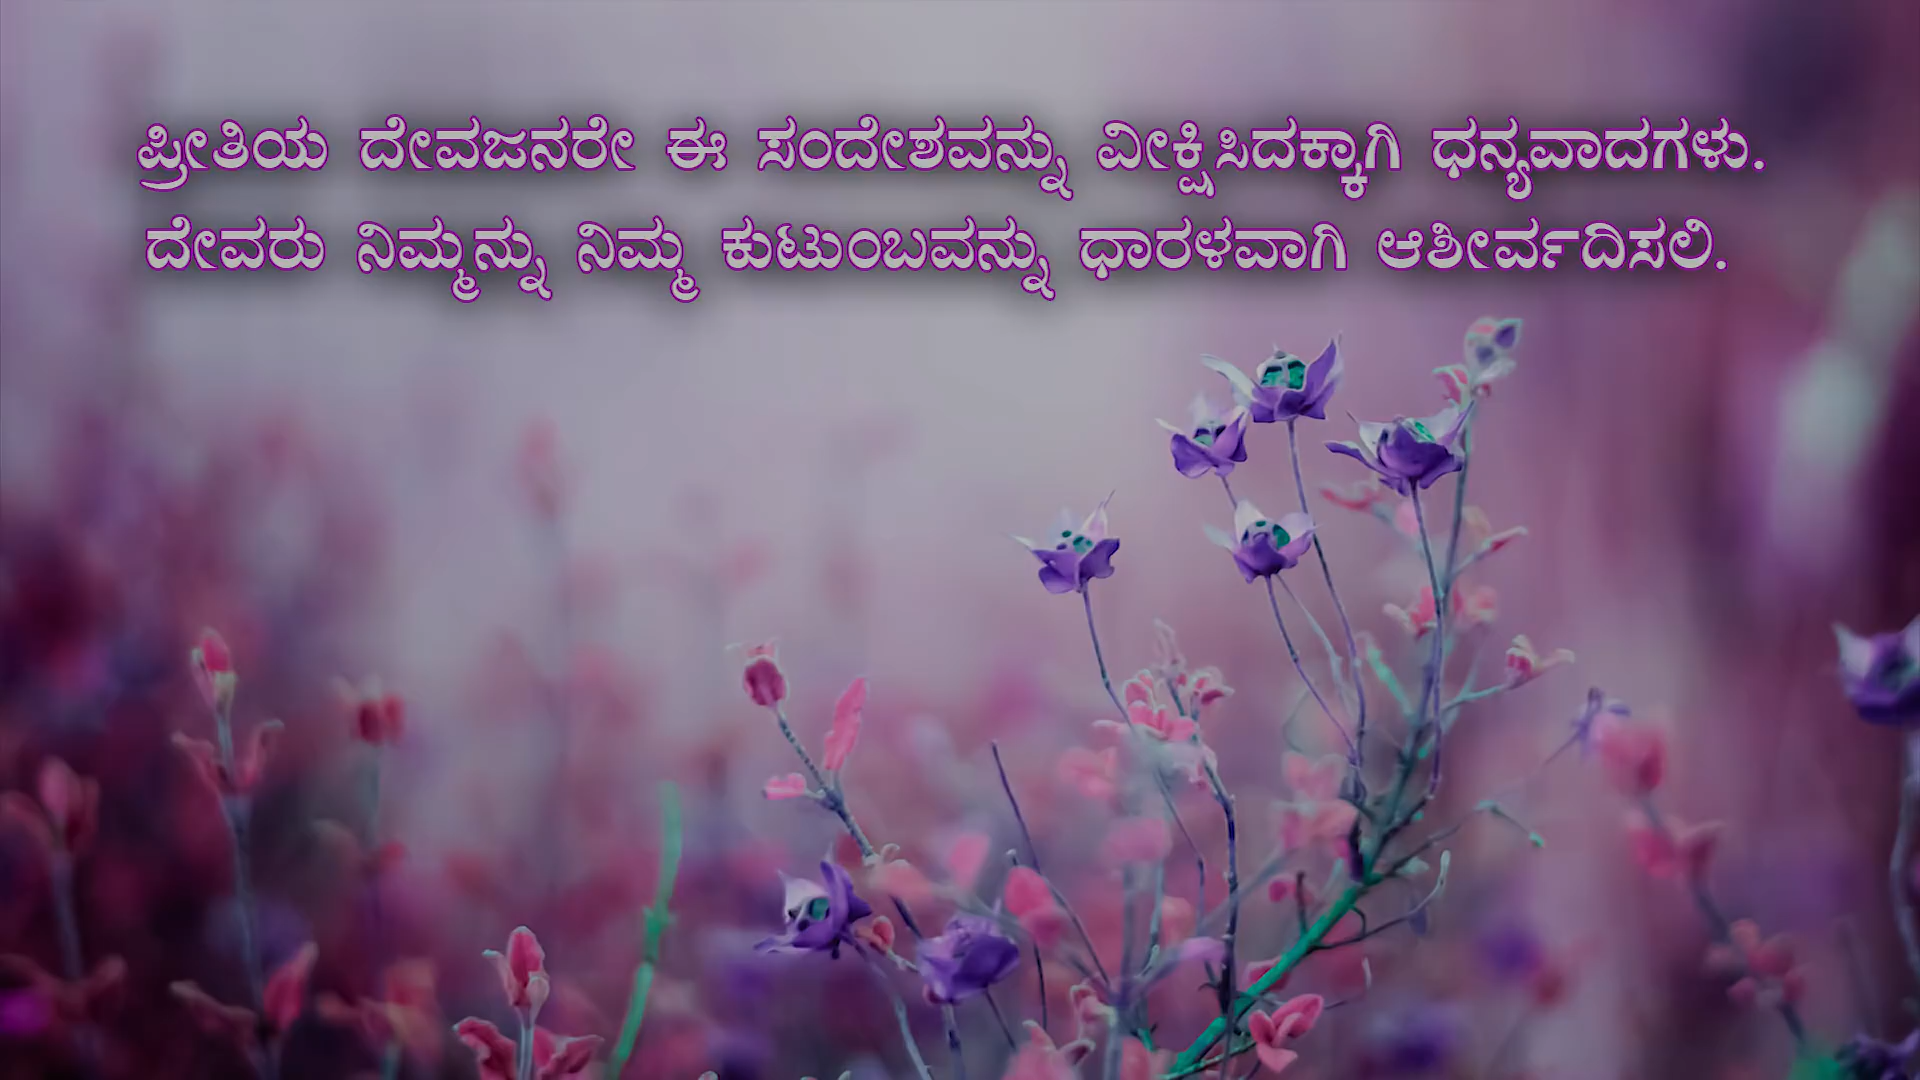 ಪ್ರೀತಿಯ ದೇವಜನರೇ ಈ ಸಂದೇಶವನ್ನು ವೀಕ್ಷಿಸಿದಕ್ಕಾಗಿ ಧನ್ಯವಾದಗಳು.
ದೇವರು ನಿಮ್ಮನ್ನು ನಿಮ್ಮ ಕುಟುಂಬವನ್ನು ಧಾರಳವಾಗಿ ಆಶೀರ್ವದಿಸಲಿ.